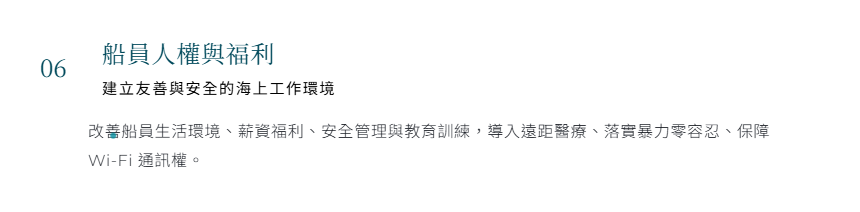 06
船員人權與福利
建立友善與安全的海上工作環境
改善船員生活環境、薪資福利、安全管理與教育訓練，導入遠距醫療、落實暴力零容忍、保障
Wi-Fi 通訊權。